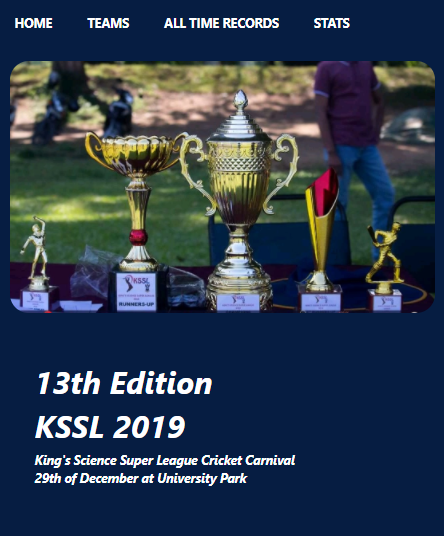 HOME TEAMS ALL TIME RECORDS STATS
KSSL
RUNNERS-UP
13th Edition
KSSL 2019
King's Science Super League Cricket Carnival
29th of December at University Park